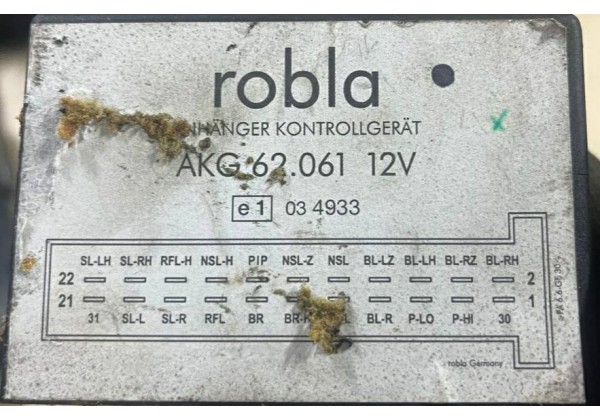 robla
NHÄNGER KONTROLLGERÄT
AKG 62.061 12V
e1 03 4933
SL-LH SL-RH RFL-H NSL-H PIP NSL-Z NSL BL-LZ BL-LH BL-RZ BL-RH
22 2
21 1
31 SL-L SL-R RFL BR BL-R P-LO P-HI 30
robla Germany